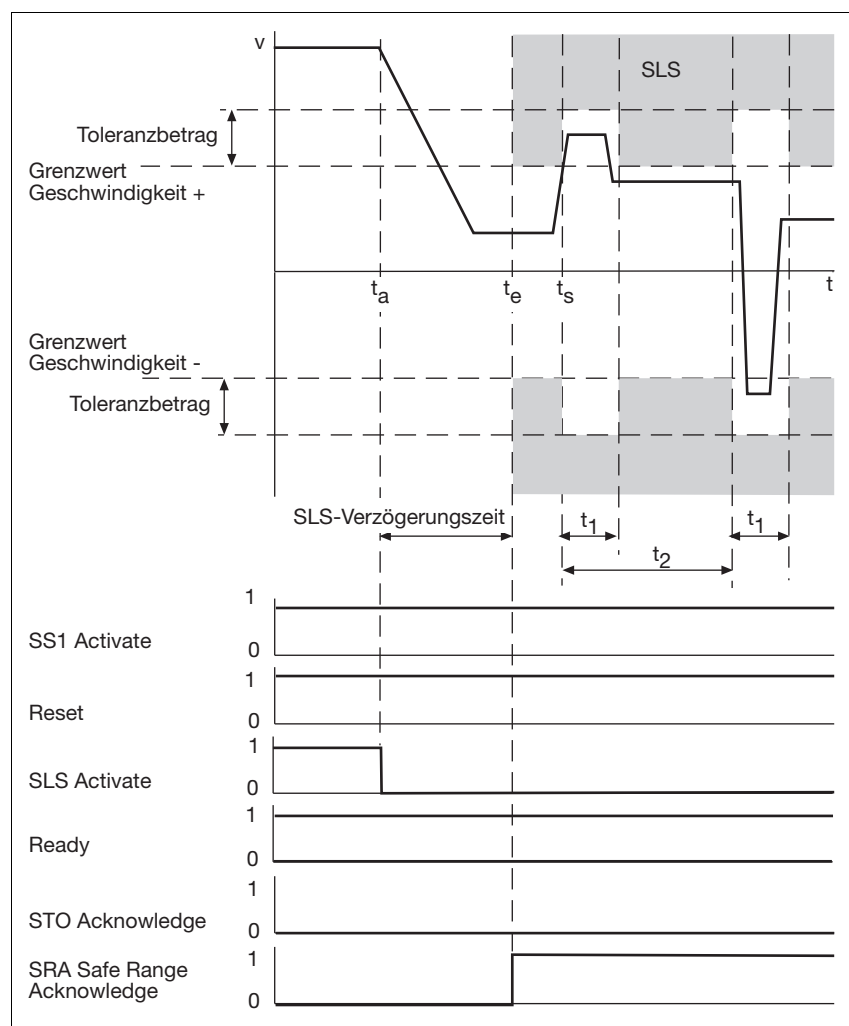 v
SLS
Toleranzbetrag
Grenzwert
Geschwindigkeit +
t
ta
te
ts
Grenzwert
Geschwindigkeit -
Toleranzbetrag
SLS-Verzögerungszeit
t1
t1
t2
1
SS1 Activate
0
1
Reset
0
1
SLS Activate
0
1
Ready
0
1
STO Acknowledge
0
SRA Safe Range
1
Acknowledge
0